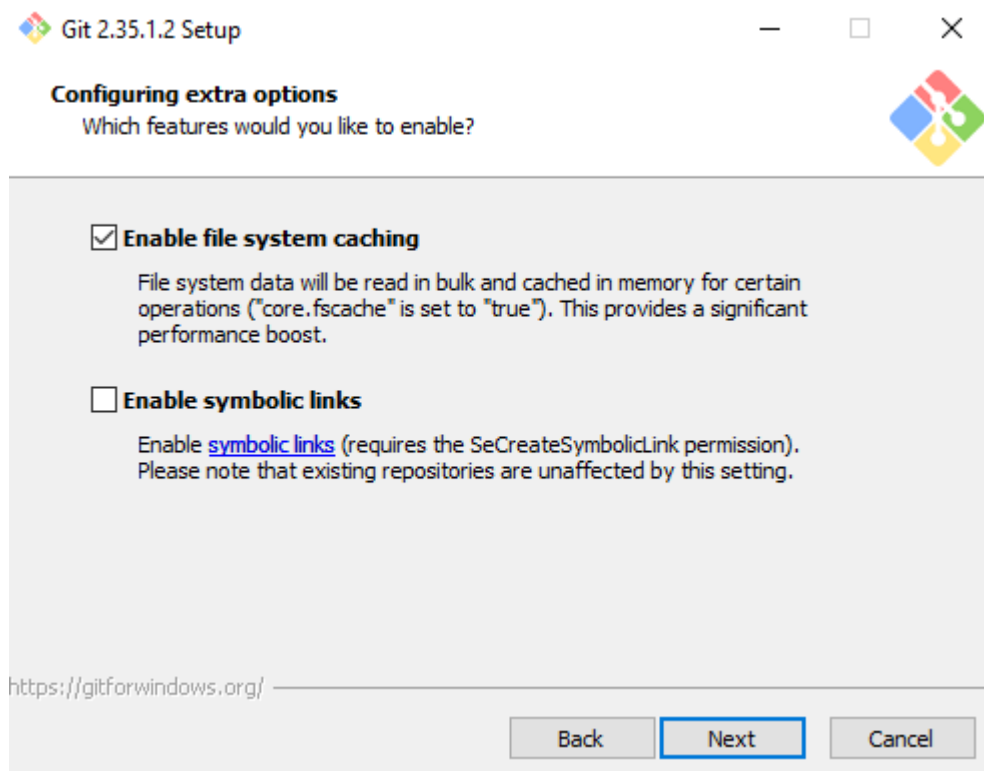 Git 2.35.1.2 Setup
Configuring extra options
Which features would you like to enable?
Enable file system caching
File system data will be read in bulk and cached in memory for certain
operations ("core.fscache" is set to "true"). This provides a significant
performance boost.
Enable symbolic links
Enable symbolic links (requires the SeCreateSymbolicLink permission).
Please note that existing repositories are unaffected by this setting.
https://gitforwindows.org/
Back Next Cancel